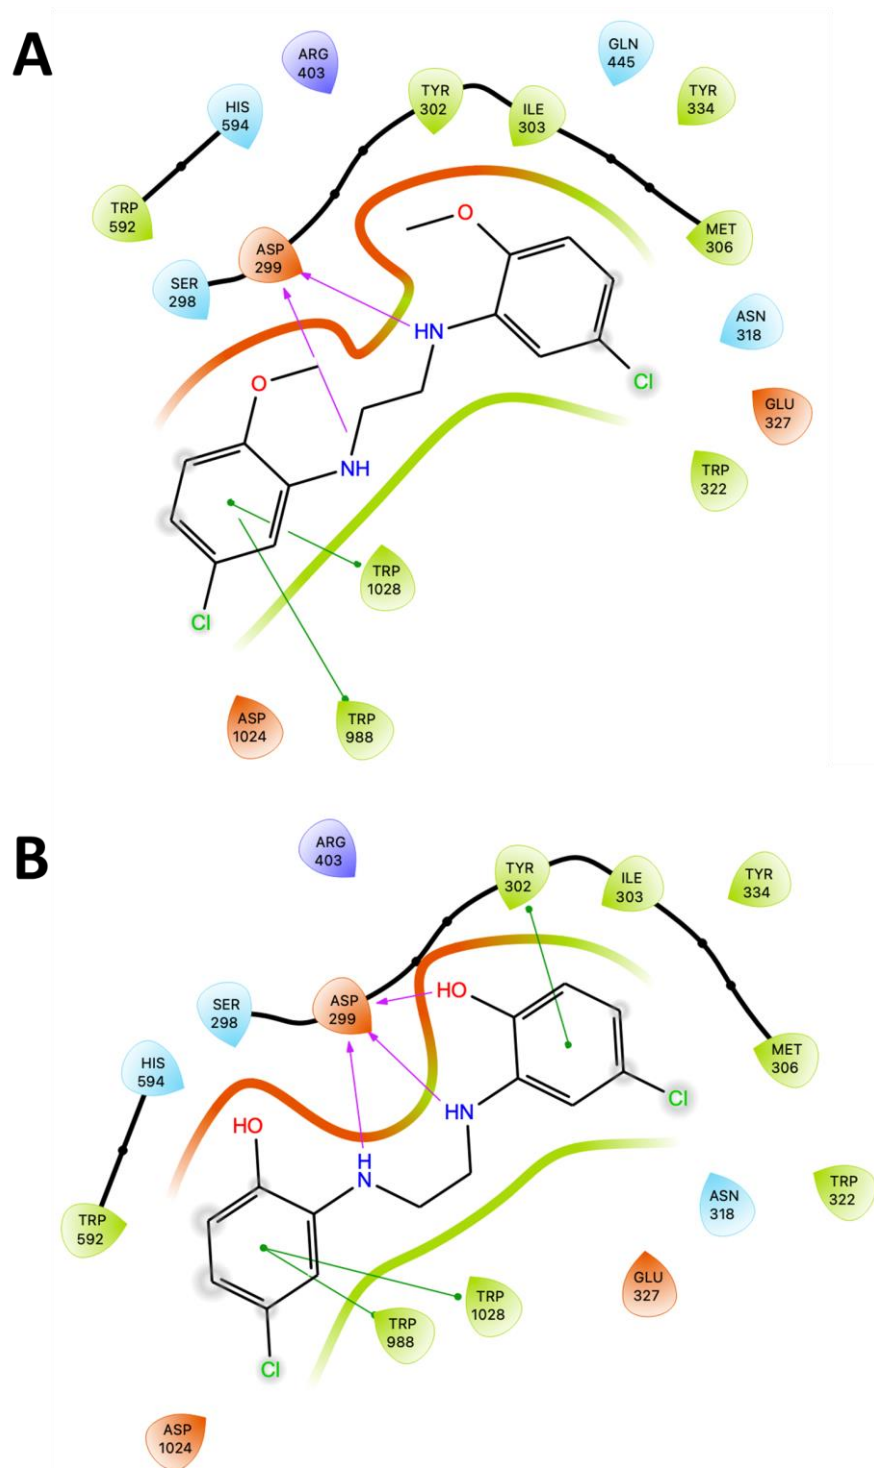 A
ARG
403
GLN
445
TYR
302
ILE
303
TYR
334
HIS
594
TRP
592
ASP
299
SER
298
MET
306
O
HN
ASN
318
Cl
GLU
327
O
NH
TRP
322
TRP
1028
Cl
ASP
1024
TRP
988
B
ARG
403
TYR
302
ILE
303
TYR
334
SER
298
ASP
299
HO
HIS
594
MET
306
HN
Cl
HO
H
N
TRP
592
ASN
318
TRP
322
GLU
327
TRP
1028
TRP
988
Cl
ASP
1024